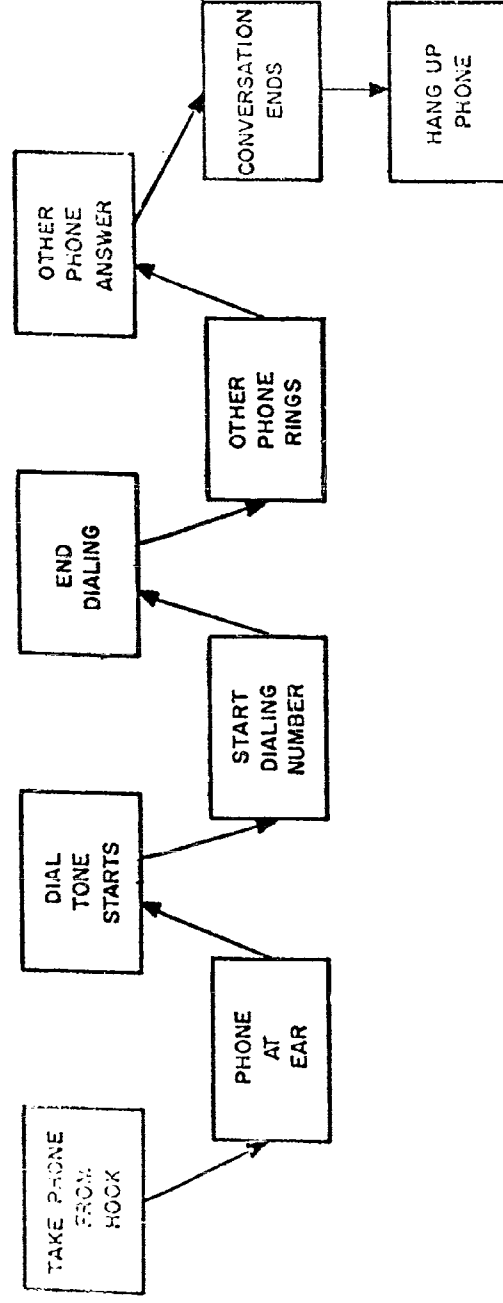 TAKE PHONE
FROM
HOOK
PHONE
AT
EAR
DIAL
TONE
STARTS
START
DIALING
NUMBER
END
DIALING
OTHER
PHONE
RINGS
OTHER
PHONE
ANSWER
CONVERSATION
ENDS
HANG UP
PHONE